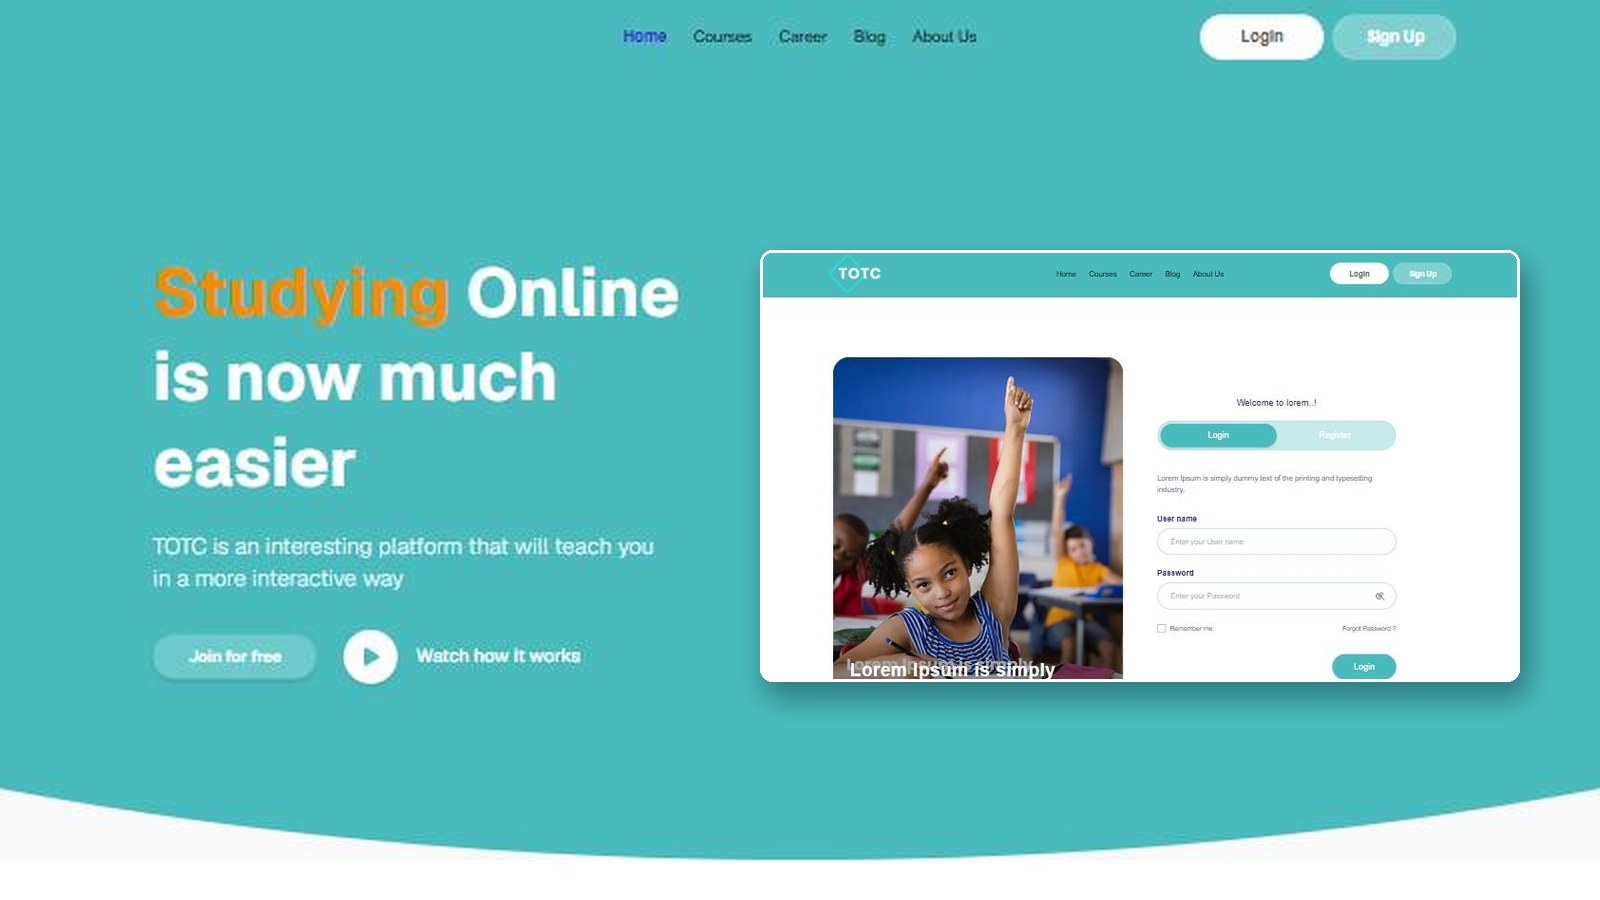 Home Courses Career Blog About Us Login Sign Up
Studying Online
is now much
easier
TOTC is an interesting platform that will teach you
in a more interactive way
Join for free Watch how it works
TOTC Home Courses Career Blog About Us Login Sign Up
Welcome to lorem..!
Login Register
Lorem Ipsum is simply dummy text of the printing and typesetting
industry.
User name
Enter your User name
Password
Enter your Password
Remember me Forgot Password ?
Login
Lorem Ipsum is simply
Lorem Ipsum is simply